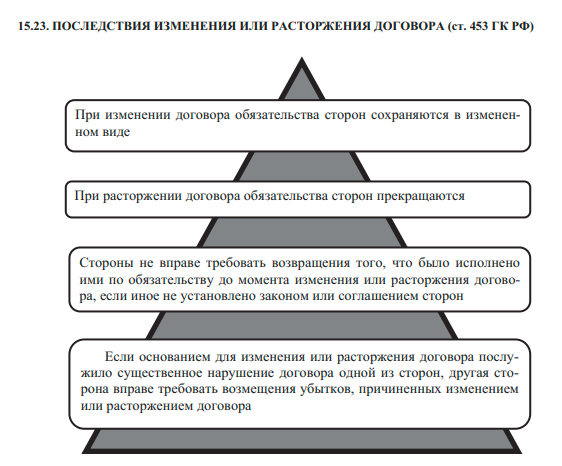 15.23. ПОСЛЕДСТВИЯ ИЗМЕНЕНИЯ ИЛИ РАСТОРЖЕНИЯ ДОГОВОРА (ст. 453 ГК РФ)
При изменении договора обязательства сторон сохраняются в изменен-
ном виде
При расторжении договора обязательства сторон прекращаются
Стороны не вправе требовать возвращения того, что было исполнено
ими по обязательству до момента изменения или расторжения догово-
ра, если иное не установлено законом или соглашением сторон
Если основанием для изменения или расторжения договора послу-
жило существенное нарушение договора одной из сторон, другая сто-
рона вправе требовать возмещения убытков, причиненных изменением
или расторжением договора